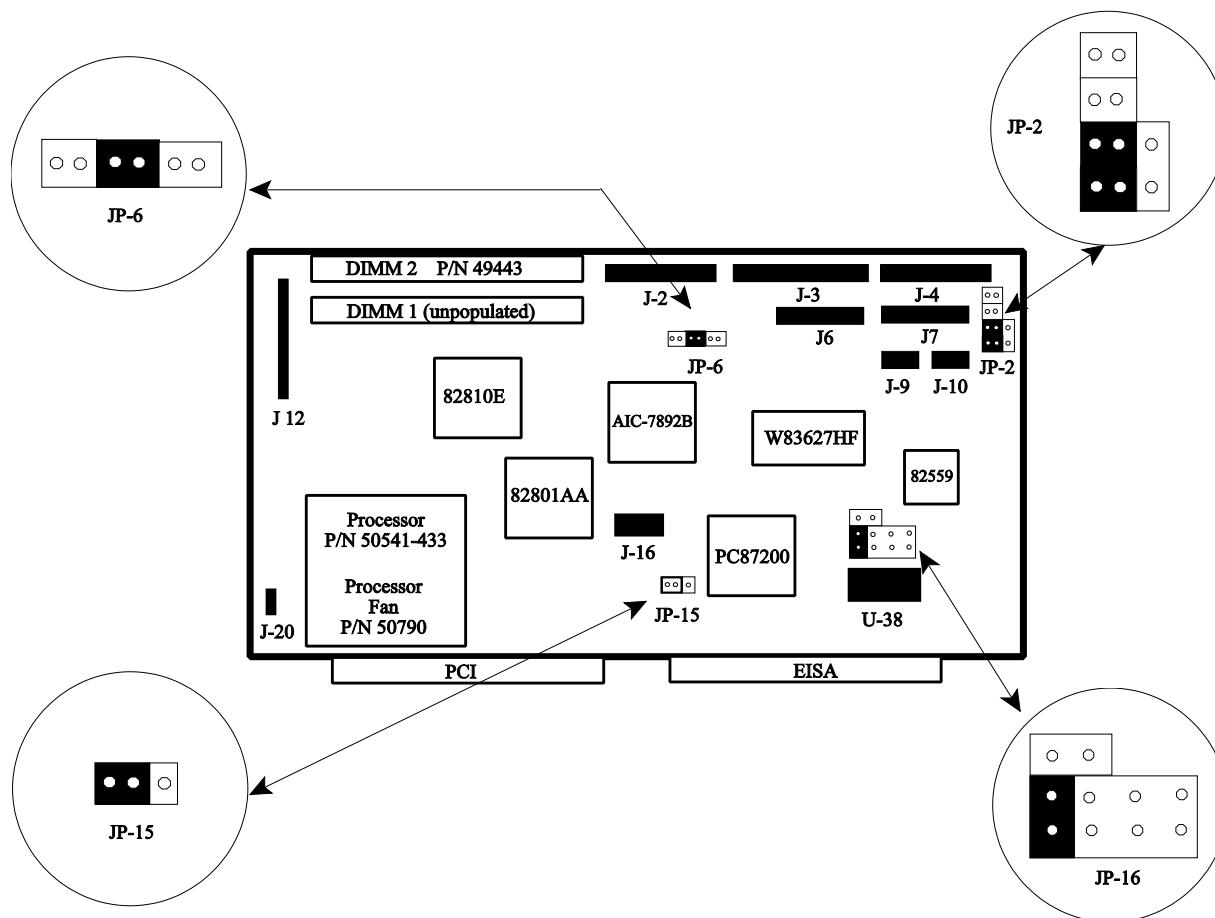 JP-2
JP-6
DIMM 2 P/N 49443
DIMM 1 (unpopulated)
J-2
J-3
J-4
J6
J7
JP-6
JP-2
J-9
J-10
J 12
82810E
AIC-7892B
W83627HF
82559
82801AA
Processor
P/N 50541-433
Processor
Fan
P/N 50790
J-16
PC87200
JP-15
U-38
J-20
PCI
EISA
JP-15
JP-16